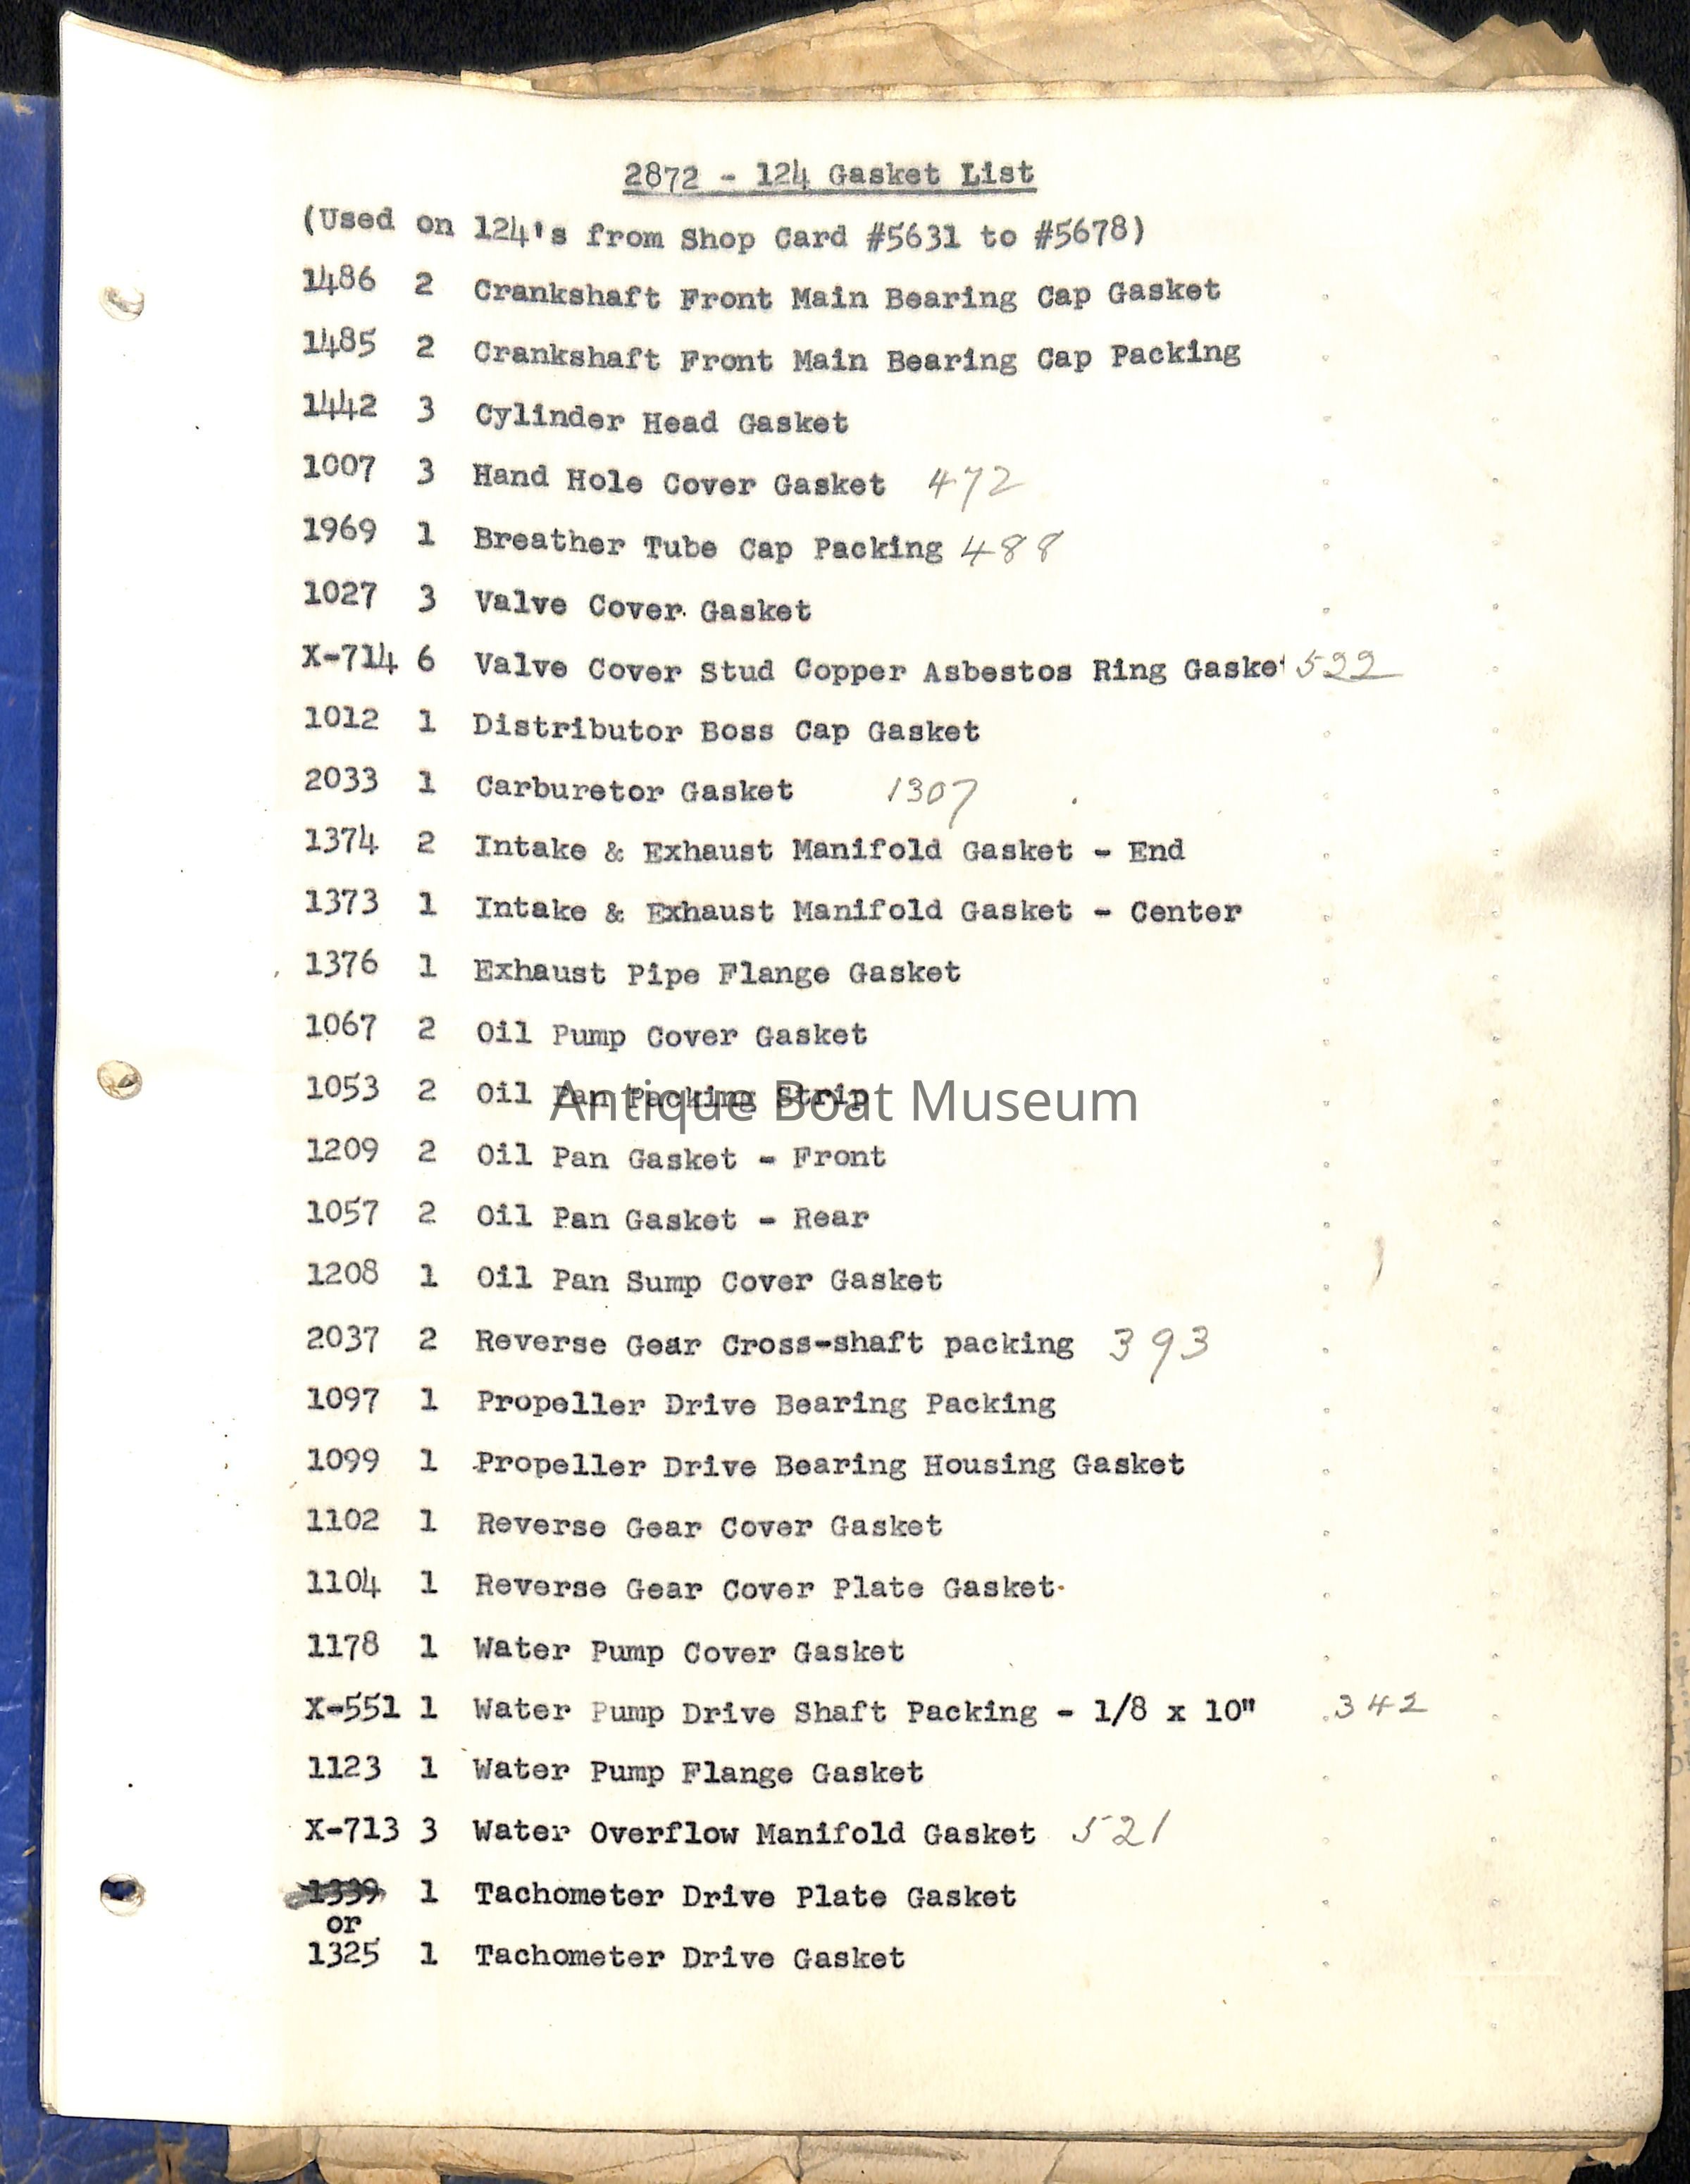 2872 - 124 Gasket List
(Used on 124's from Shop Card #5631 to #5678)
1486 2 Crankshaft Front Main Bearing Cap Gasket
1485 2 Crankshaft Front Main Bearing Cap Packing
1442 3 Cylinder Head Gasket
1007 3 Hand Hole Cover Gasket 472
1969 1 Breather Tube Cap Packing 488
1027 3 Valve Cover Gasket
X-714 6 Valve Cover Stud Copper Asbestos Ring Gasket 522
1012 1 Distributor Boss Cap Gasket
2033 1 Carburetor Gasket 1307
1374 2 Intake & Exhaust Manifold Gasket - End
1373 1 Intake & Exhaust Manifold Gasket - Center
1376 1 Exhaust Pipe Flange Gasket
1067 2 Oil Pump Cover Gasket
1053 2 Oil Pan Packing Strip
Antique Boat Museum
1209 2 Oil Pan Gasket - Front
1057 2 Oil Pan Gasket - Rear
1208 1 Oil Pan Sump Cover Gasket
2037 2 Reverse Gear Cross-shaft packing 393
1097 1 Propeller Drive Bearing Packing
1099 1 Propeller Drive Bearing Housing Gasket
1102 1 Reverse Gear Cover Gasket
1104 1 Reverse Gear Cover Plate Gasket
1178 1 Water Pump Cover Gasket
X-551 1 Water Pump Drive Shaft Packing - 1/8 x 10" 342
1123 1 Water Pump Flange Gasket
X-713 3 Water Overflow Manifold Gasket 521
1339 1 Tachometer Drive Plate Gasket
or
1325 1 Tachometer Drive Gasket